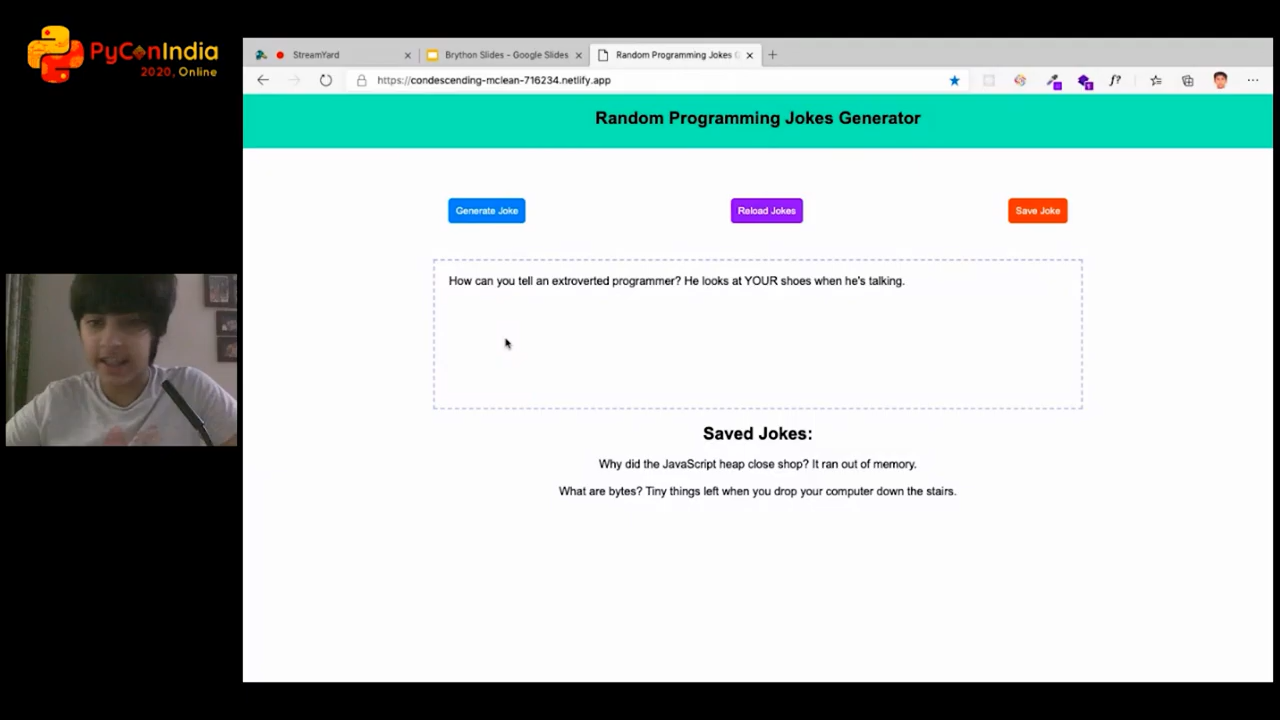 PyConIndia
2020, Online
StreamYard
Brython Slides - Google Slides
Random Programming Jokes G
https://condescending-mclean-716234.netlify.app
f?
Random Programming Jokes Generator
Generate Joke
Reload Jokes
Save Joke
How can you tell an extroverted programmer? He looks at YOUR shoes when he's talking.
Saved Jokes:
Why did the JavaScript heap close shop? It ran out of memory.
What are bytes? Tiny things left when you drop your computer down the stairs.